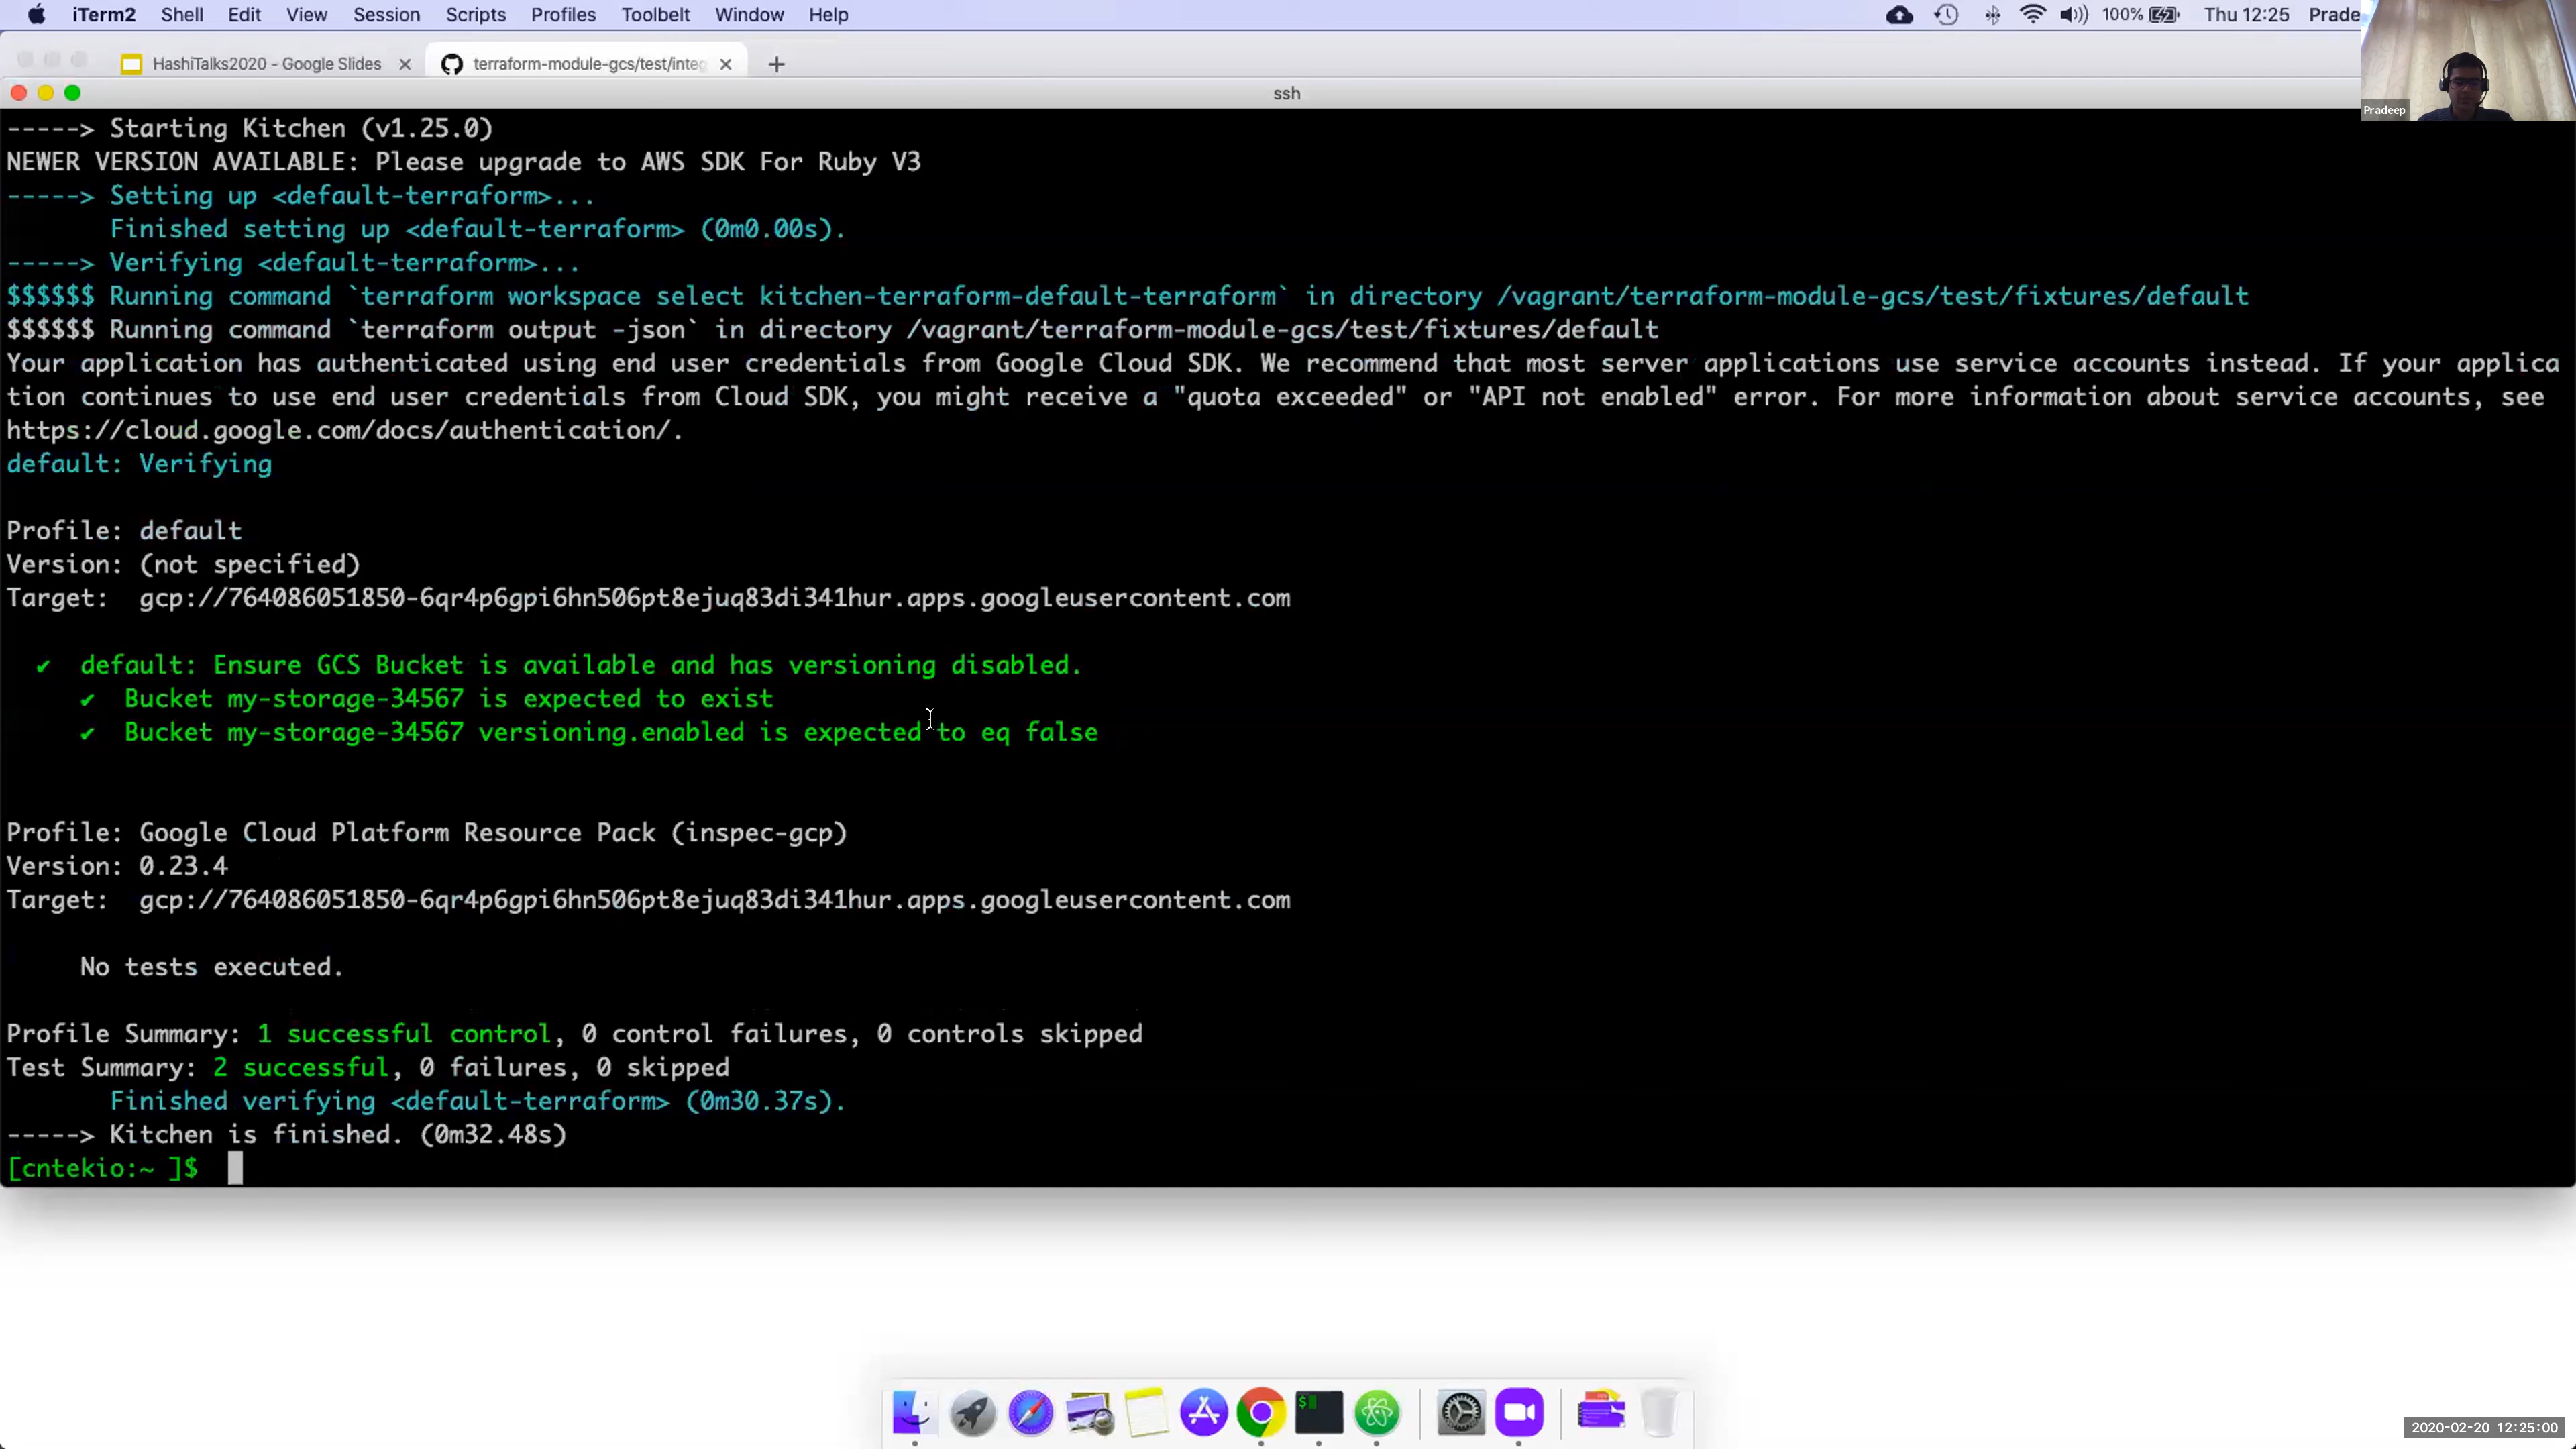 iTerm2 Shell Edit View Session Scripts Profiles Toolbelt Window Help 100% Thu 12:25 Prade
HashiTalks2020 - Google Slides terraform-module-gcs/test/integ
ssh
Pradeep
-----> Starting Kitchen (v1.25.0)
NEWER VERSION AVAILABLE: Please upgrade to AWS SDK For Ruby V3
-----> Setting up <default-terraform>...
Finished setting up <default-terraform> (0m0.00s).
-----> Verifying <default-terraform>...
$$$$$$ Running command `terraform workspace select kitchen-terraform-default-terraform` in directory /vagrant/terraform-module-gcs/test/fixtures/default
$$$$$$ Running command `terraform output -json` in directory /vagrant/terraform-module-gcs/test/fixtures/default
Your application has authenticated using end user credentials from Google Cloud SDK. We recommend that most server applications use service accounts instead. If your applica
tion continues to use end user credentials from Cloud SDK, you might receive a "quota exceeded" or "API not enabled" error. For more information about service accounts, see
https://cloud.google.com/docs/authentication/.
default: Verifying
Profile: default
Version: (not specified)
Target: gcp://764086051850-6qr4p6gpi6hn506pt8ejuq83di341hur.apps.googleusercontent.com
✔ default: Ensure GCS Bucket is available and has versioning disabled.
✔ Bucket my-storage-34567 is expected to exist
✔ Bucket my-storage-34567 versioning.enabled is expected to eq false
Profile: Google Cloud Platform Resource Pack (inspec-gcp)
Version: 0.23.4
Target: gcp://764086051850-6qr4p6gpi6hn506pt8ejuq83di341hur.apps.googleusercontent.com
No tests executed.
Profile Summary: 1 successful control, 0 control failures, 0 controls skipped
Test Summary: 2 successful, 0 failures, 0 skipped
Finished verifying <default-terraform> (0m30.37s).
-----> Kitchen is finished. (0m32.48s)
[cntekio:~ ]$
2020-02-20 12:25:00